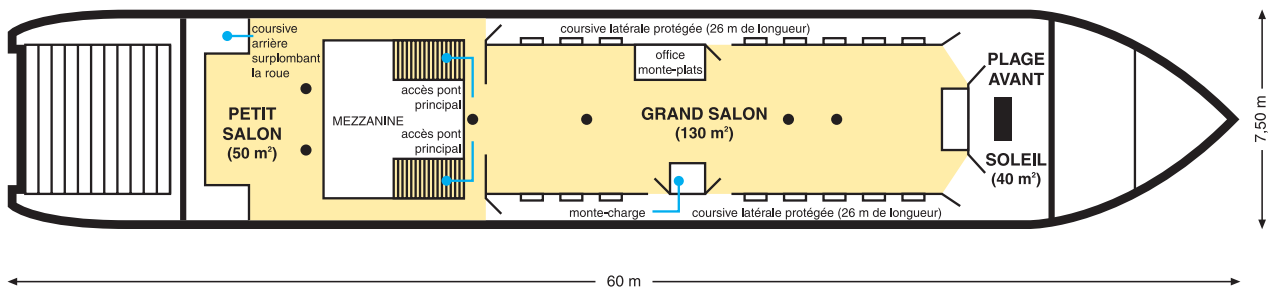 coursive
arrière
surplombant
la roue
PETIT
SALON
(50 m²)
MEZZANINE
accès pont
principal
accès pont
principal
coursive latérale protégée (26 m de longueur)
office
monte-plats
GRAND SALON
(130 m²)
monte-charge
coursive latérale protégée (26 m de longueur)
PLAGE
AVANT
SOLEIL
(40 m²)
7,50 m
60 m